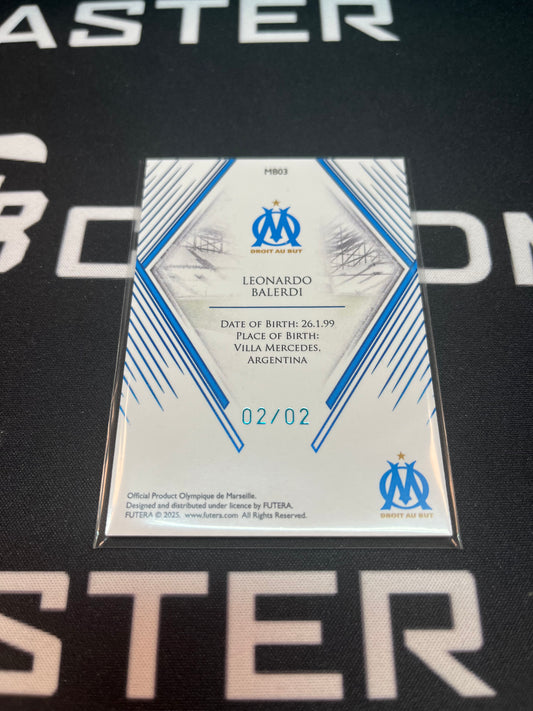 ASTER
MB03
DROIT AU BUT
LEONARDO
BALERDI
DATE OF BIRTH: 26.1.99
PLACE OF BIRTH:
VILLA MERCEDES,
ARGENTINA
02/02
Official Product Olympique de Marseille.
Designed and distributed under licence by FUTERA.
FUTERA © 2025. www.futera.com All Rights Reserved.
DROIT AU BUT
STER